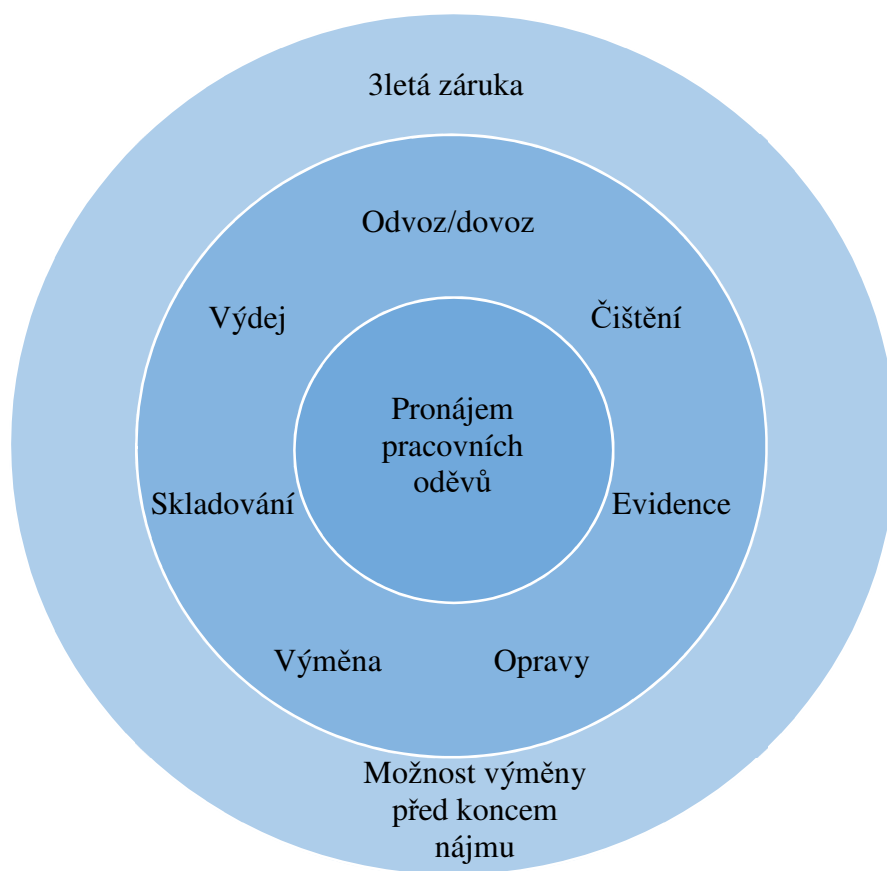 3letá záruka
Odvoz/dovoz
Výdej
Čištění
Pronájem
pracovních
oděvů
Skladování
Evidence
Výměna
Opravy
Možnost výměny
před koncem
nájmu